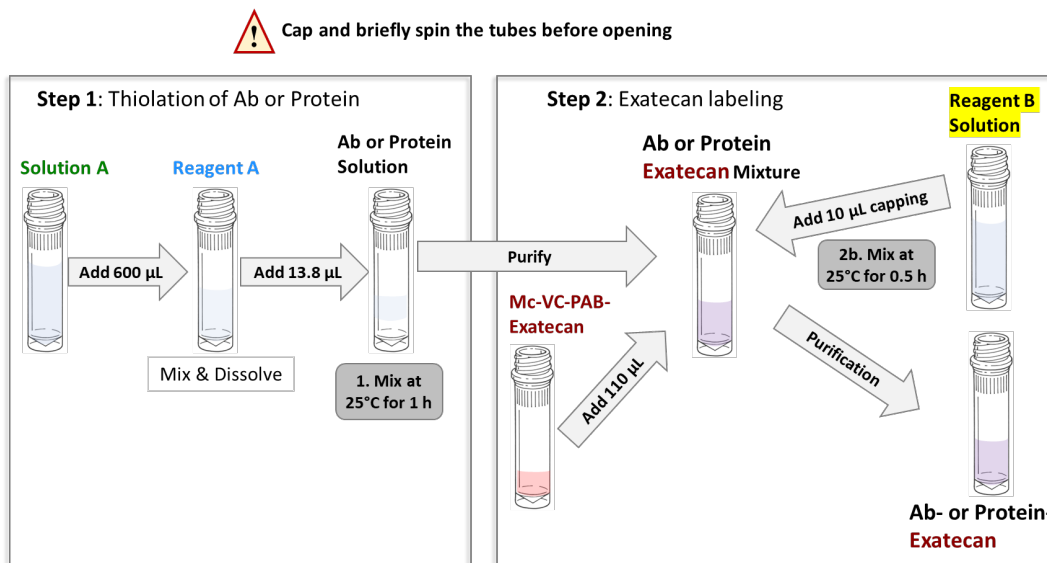 !
Cap and briefly spin the tubes before opening
Step 1: Thiolation of Ab or Protein
Solution A
Reagent A
Ab or Protein
Solution
Add 600 µL
Add 13.8 µL
Mix & Dissolve
1. Mix at
25°C for 1 h
Step 2: Exatecan labeling
Reagent B
Solution
Ab or Protein
Exatecan Mixture
Add 10 µL capping
Purify
2b. Mix at
25°C for 0.5 h
Mc-VC-PAB-
Exatecan
Add 110 µL
Purification
Ab- or Protein-
Exatecan